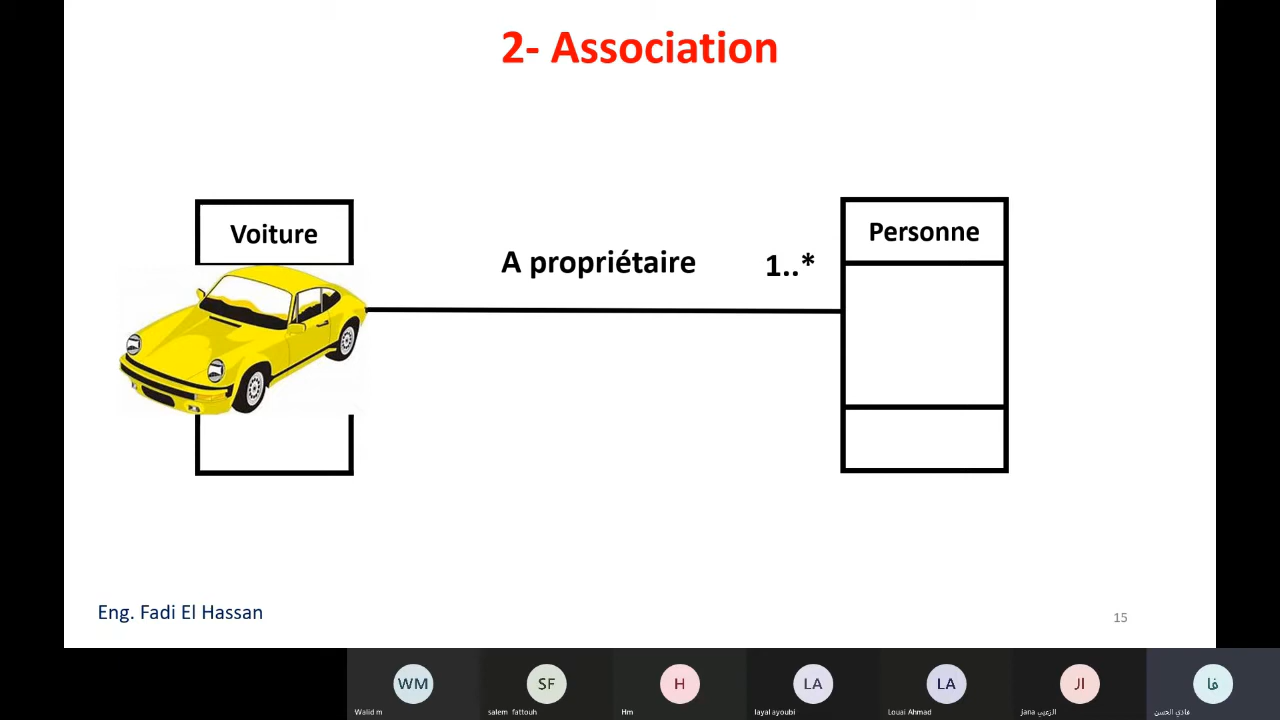 2- Association
Voiture
A propriétaire
1..*
Personne
Eng. Fadi El Hassan
15
WM
SF
H
LA
LA
JI
فا
Walid m
salem fattouh
Hm
layal ayoubi
Louai Ahmad
jana الزعبي
فادي الحسن